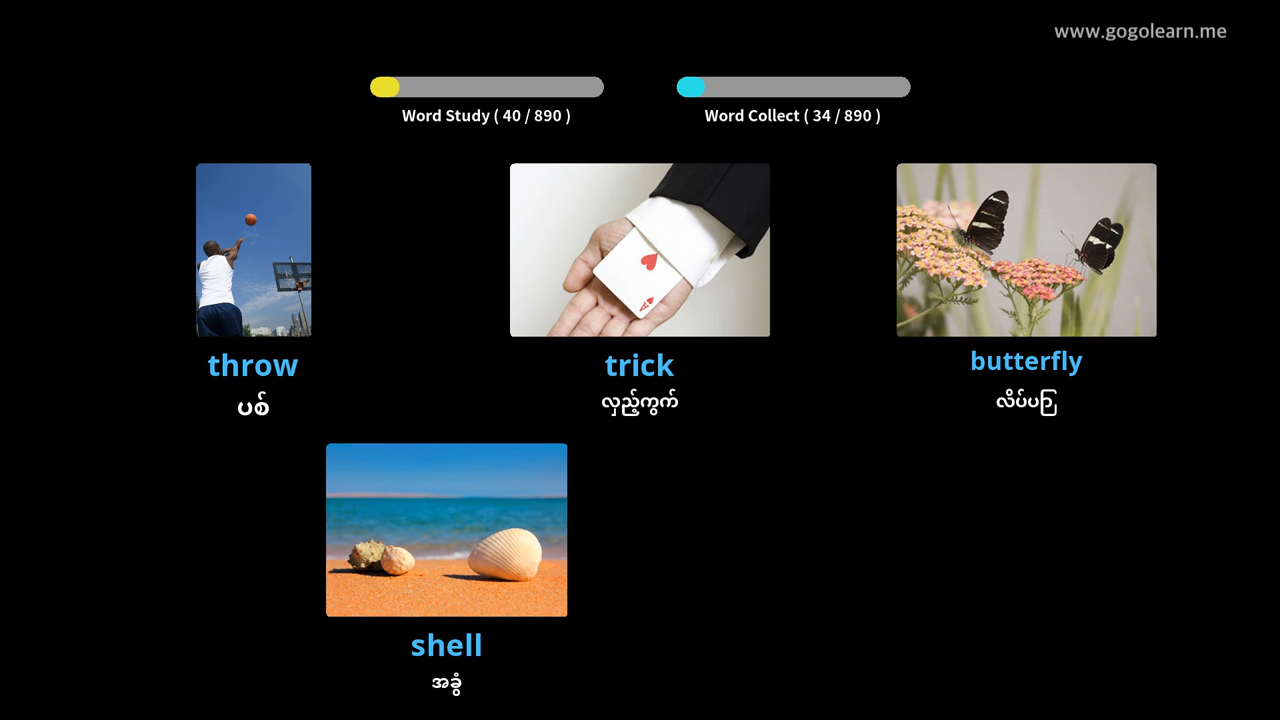 www.gogolearn.me
Word Study ( 40 / 890 )
Word Collect ( 34 / 890 )
throw
trick
butterfly
ပစ်
လှည့်ကွက်
လိပ်ပြာ
shell
အခွံ